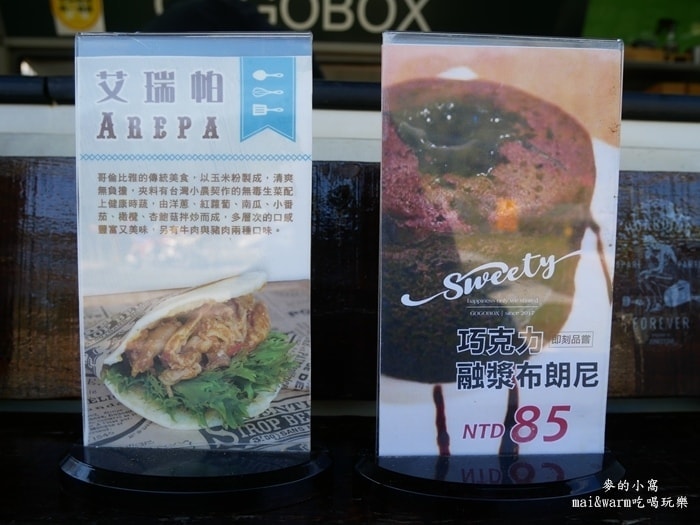 GOGOBOX
艾瑞帕
AREPA
哥倫比雅的傳統美食，以玉米粉製成，清爽
無負擔，夾料有台灣小農契作的無毒生菜配
上健康時蔬，由洋蔥、紅蘿蔔、南瓜、小番
茄、橄欖、杏鮑菇拌炒而成，多層次的口感
豐富又美味，另有牛肉與豬肉兩種口味。
Sweety
GOGOBOX | since 2017
巧克力 即刻品嘗
融漿布朗尼
NTD 85
FOREVER
麥的小窩
mai&warm吃喝玩樂